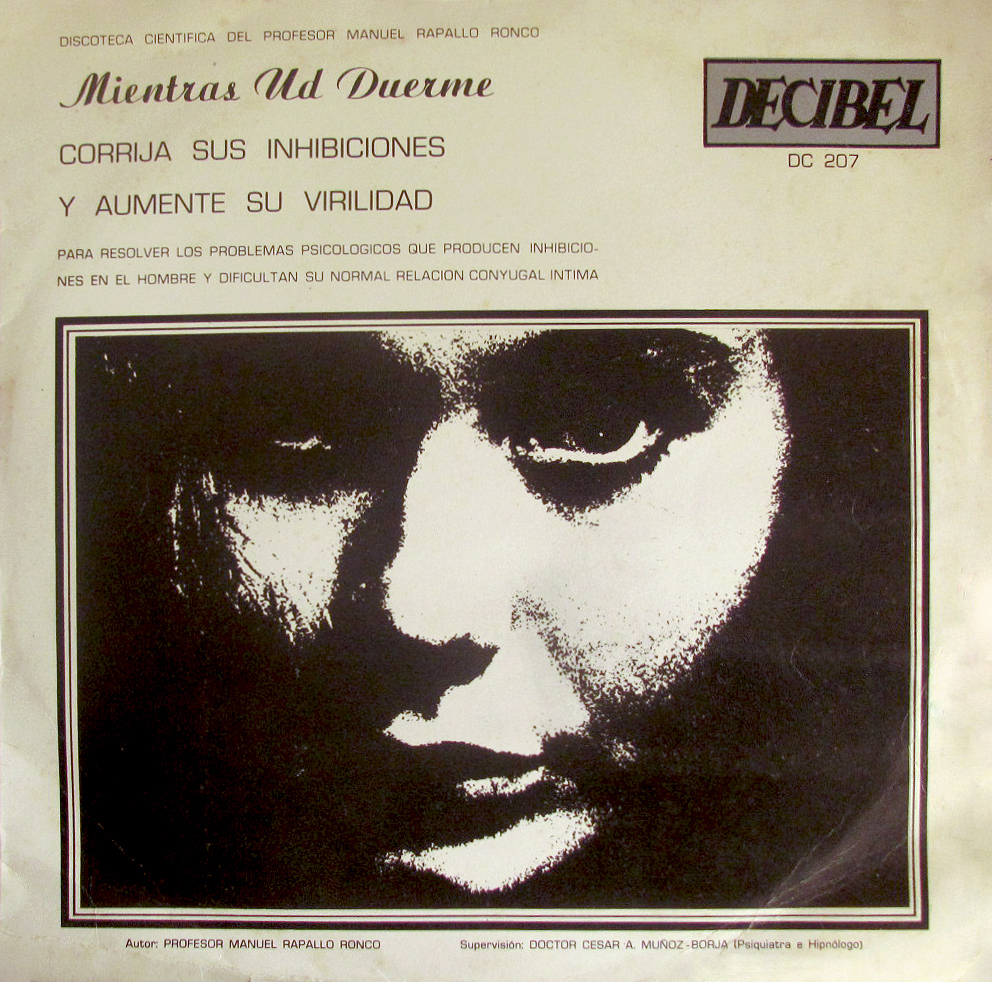 DISCOTECA CIENTIFICA DEL PROFESOR MANUEL RAPALLO RONCO
Mientras Ud Duerme
DECIBEL
DC 207
CORRIJA SUS INHIBICIONES
Y AUMENTE SU VIRILIDAD
PARA RESOLVER LOS PROBLEMAS PSICOLOGICOS QUE PRODUCEN INHIBICIO-
NES EN EL HOMBRE Y DIFICULTAN SU NORMAL RELACION CONYUGAL INTIMA
Autor: PROFESOR MANUEL RAPALLO RONCO
Supervisión: DOCTOR CESAR A. MUÑOZ-BORJA (Psiquiatra e Hipnólogo)